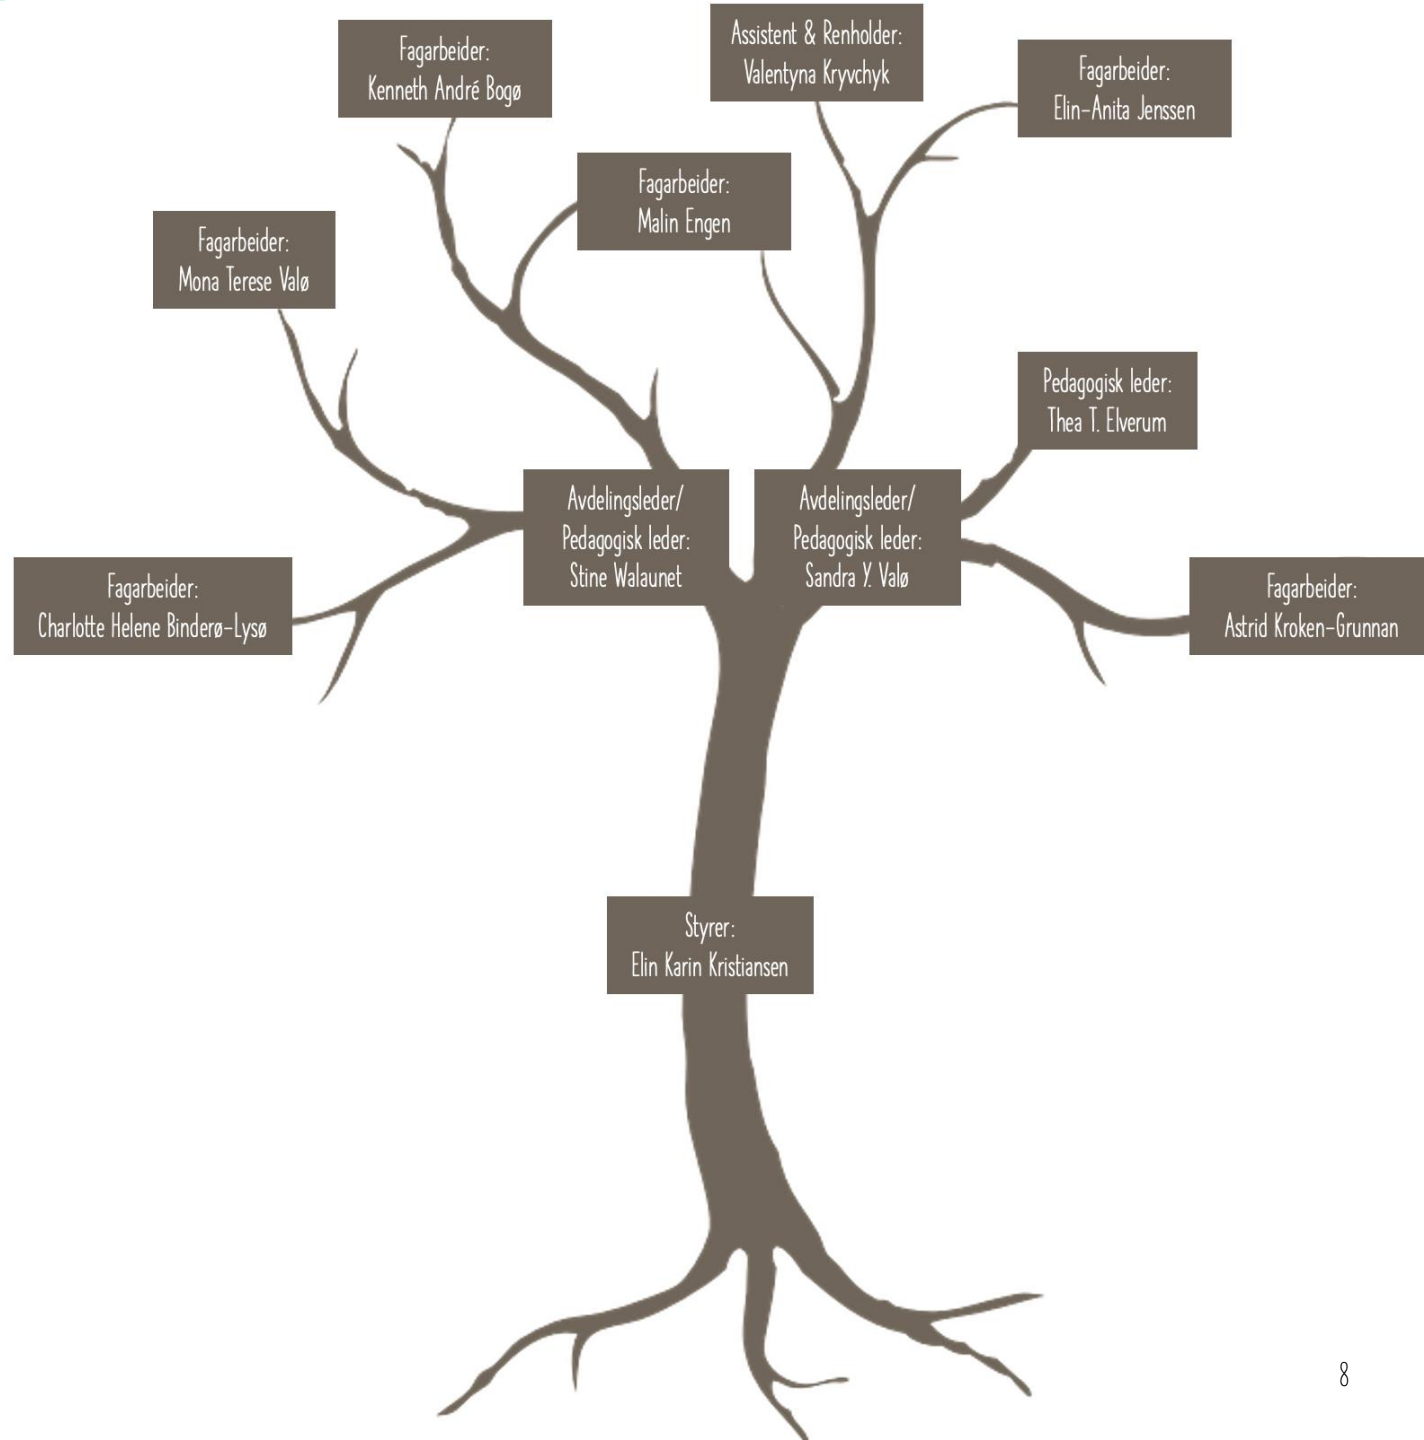 Fagarbeider:
Kenneth André Bogø
Assistent & Renholder:
Valentyna Kryvchyk
Fagarbeider:
Elin-Anita Jenssen
Fagarbeider:
Malin Engen
Fagarbeider:
Mona Terese Valø
Pedagogisk leder:
Thea T. Elverum
Avdelingsleder/
Pedagogisk leder:
Stine Walaunet
Avdelingsleder/
Pedagogisk leder:
Sandra Y. Valø
Fagarbeider:
Charlotte Helene Binderø-Lysø
Fagarbeider:
Astrid Kroken-Grunnan
Styrer:
Elin Karin Kristiansen
8